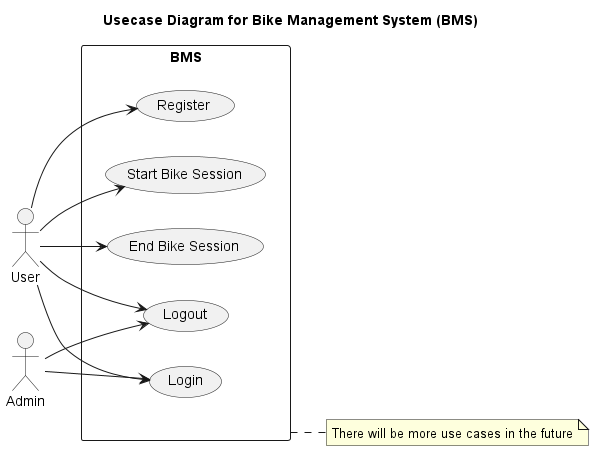 Usecase Diagram for Bike Management System (BMS)
BMS
Register
Start Bike Session
End Bike Session
User
Logout
Login
Admin
There will be more use cases in the future